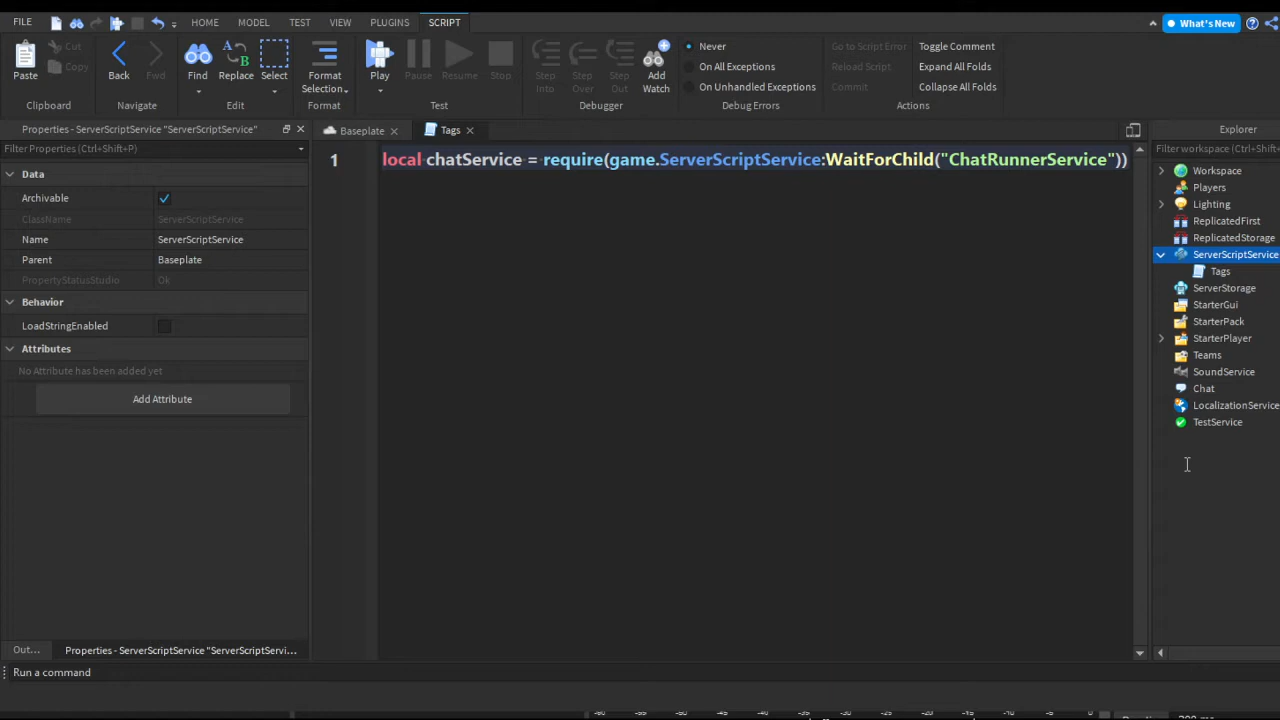 FILE HOME MODEL TEST VIEW PLUGINS SCRIPT What's New
Cut
Copy
Paste
Back
Fwd
Find
Replace
Select
Format
Selection
Play
Pause
Resume
Stop
Step
Into
Step
Over
Step
Out
Add
Watch
Never
On All Exceptions
On Unhandled Exceptions
Go to Script Error
Reload Script
Commit
Toggle Comment
Expand All Folds
Collapse All Folds
Clipboard Navigate Edit Format Test Debugger Debug Errors Actions
Properties - ServerScriptService "ServerScriptService"
Filter Properties (Ctrl+Shift+P)
Data
Archivable
ClassName ServerScriptService
Name ServerScriptService
Parent Baseplate
PropertyStatusStudio Ok
Behavior
LoadStringEnabled
Attributes
No Attribute has been added yet
Add Attribute
Out...
Properties - ServerScriptService "ServerScriptServi...
Run a command
Baseplate
Tags
1 local chatService = require(game.ServerScriptService:WaitForChild("ChatRunnerService"))
Explorer
Filter workspace (Ctrl+Shift+
Workspace
Players
Lighting
ReplicatedFirst
ReplicatedStorage
ServerScriptService
Tags
ServerStorage
StarterGui
StarterPack
StarterPlayer
Teams
SoundService
Chat
LocalizationService
TestService